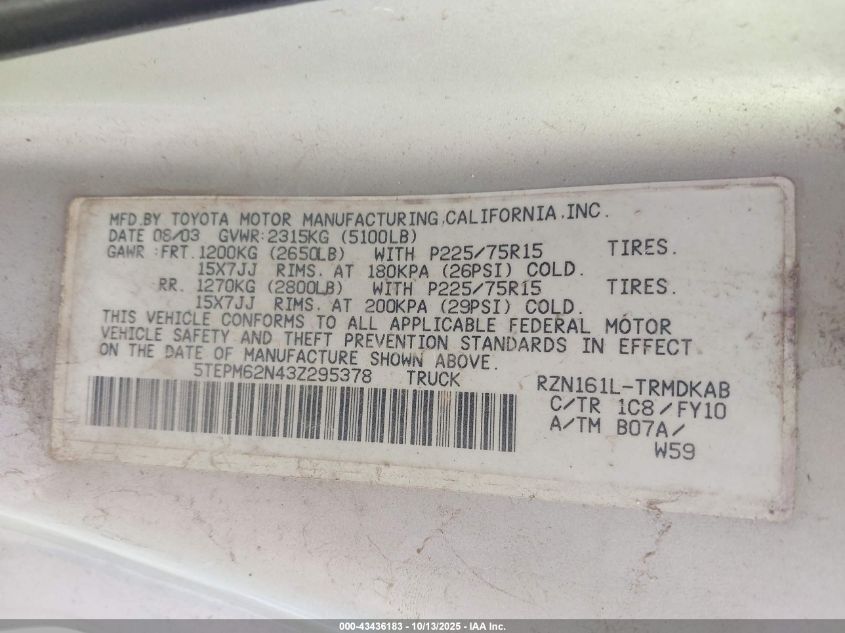 MFD.BY TOYOTA MOTOR MANUFACTURING,CALIFORNIA,INC.
DATE 08/03 GVWR:2315KG (5100LB)
GAWR :FRT.1200KG (2650LB) WITH P225/75R15 TIRES.
15X7JJ RIMS. AT 180KPA (26PSI) COLD.
RR. 1270KG (2800LB) WITH P225/75R15 TIRES.
15X7JJ RIMS. AT 200KPA (29PSI) COLD.
THIS VEHICLE CONFORMS TO ALL APPLICABLE FEDERAL MOTOR
VEHICLE SAFETY AND THEFT PREVENTION STANDARDS IN EFFECT
ON THE DATE OF MANUFACTURE SHOWN ABOVE.
5TEPM62N43Z295378 TRUCK RZN161L-TRMDKAB
C/TR 1C8/FY10
A/TM B07A/
W59
000-43436183 - 10/13/2025 - IAA Inc.